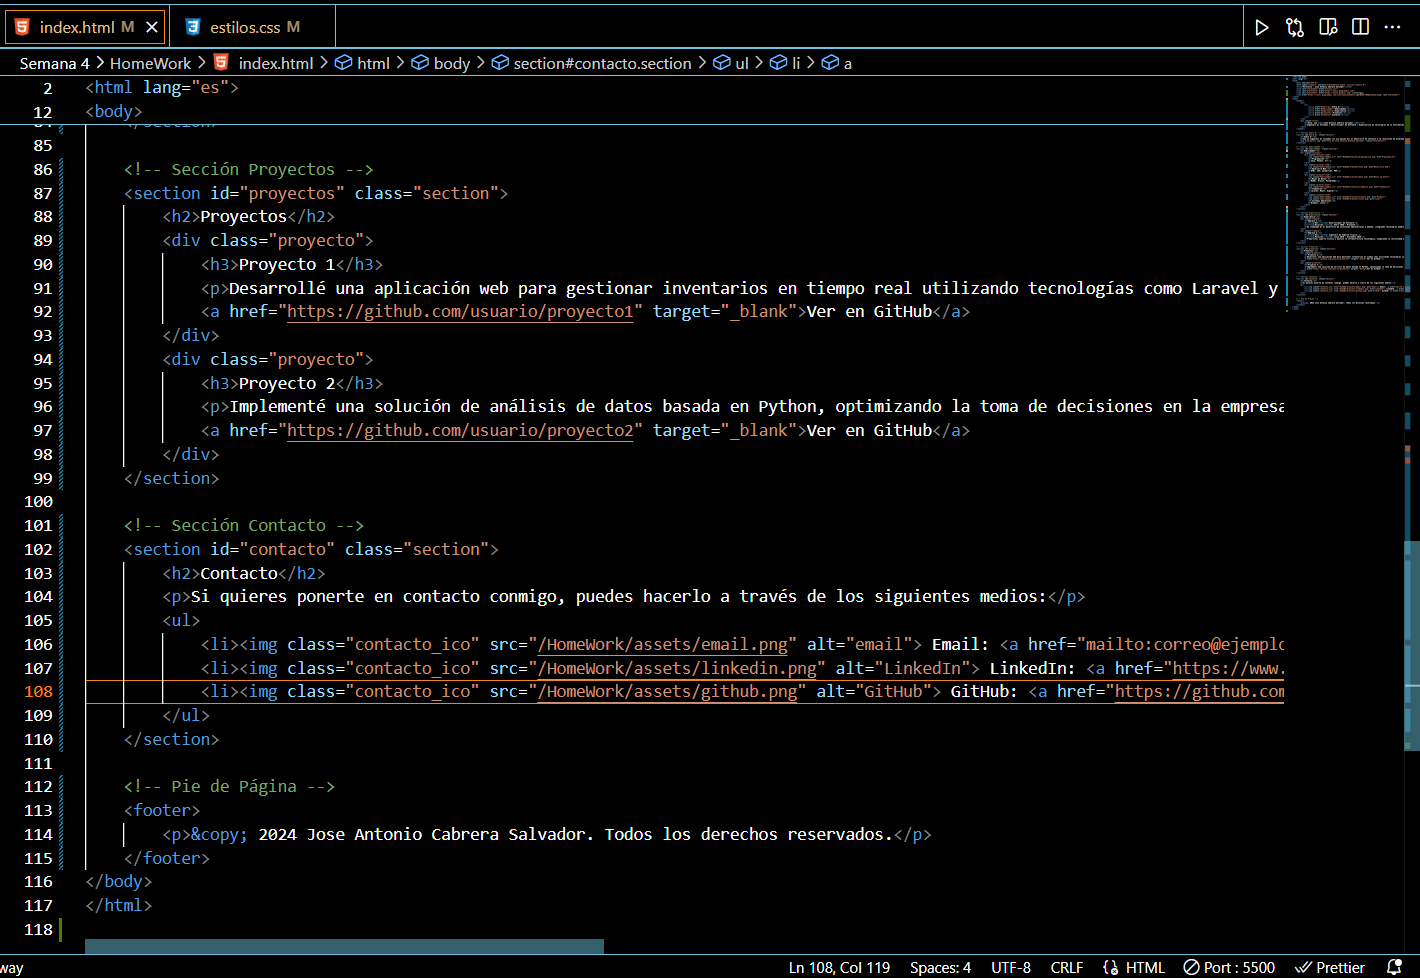 index.html M
estilos.css M
Semana 4 > HomeWork > index.html > html > body > section#contacto.section > ul > li > a
2 <html lang="es">
12 <body>
85
86 <!-- Sección Proyectos -->
87 <section id="proyectos" class="section">
88 <h2>Proyectos</h2>
89 <div class="proyecto">
90 <h3>Proyecto 1</h3>
91 <p>Desarrollé una aplicación web para gestionar inventarios en tiempo real utilizando tecnologías como Laravel y
92 <a href="https://github.com/usuario/proyecto1" target="_blank">Ver en GitHub</a>
93 </div>
94 <div class="proyecto">
95 <h3>Proyecto 2</h3>
96 <p>Implementé una solución de análisis de datos basada en Python, optimizando la toma de decisiones en la empresa
97 <a href="https://github.com/usuario/proyecto2" target="_blank">Ver en GitHub</a>
98 </div>
99 </section>
100
101 <!-- Sección Contacto -->
102 <section id="contacto" class="section">
103 <h2>Contacto</h2>
104 <p>Si quieres ponerte en contacto conmigo, puedes hacerlo a través de los siguientes medios:</p>
105 <ul>
106 <li><img class="contacto_ico" src="/HomeWork/assets/email.png" alt="email"> Email: <a href="mailto:correo@ejemplo
107 <li><img class="contacto_ico" src="/HomeWork/assets/linkedin.png" alt="LinkedIn"> LinkedIn: <a href="https://www.
108 <li><img class="contacto_ico" src="/HomeWork/assets/github.png" alt="GitHub"> GitHub: <a href="https://github.com
109 </ul>
110 </section>
111
112 <!-- Pie de Página -->
113 <footer>
114 <p>&copy; 2024 Jose Antonio Cabrera Salvador. Todos los derechos reservados.</p>
115 </footer>
116 </body>
117 </html>
118
way Ln 108, Col 119 Spaces: 4 UTF-8 CRLF HTML Port : 5500 Prettier